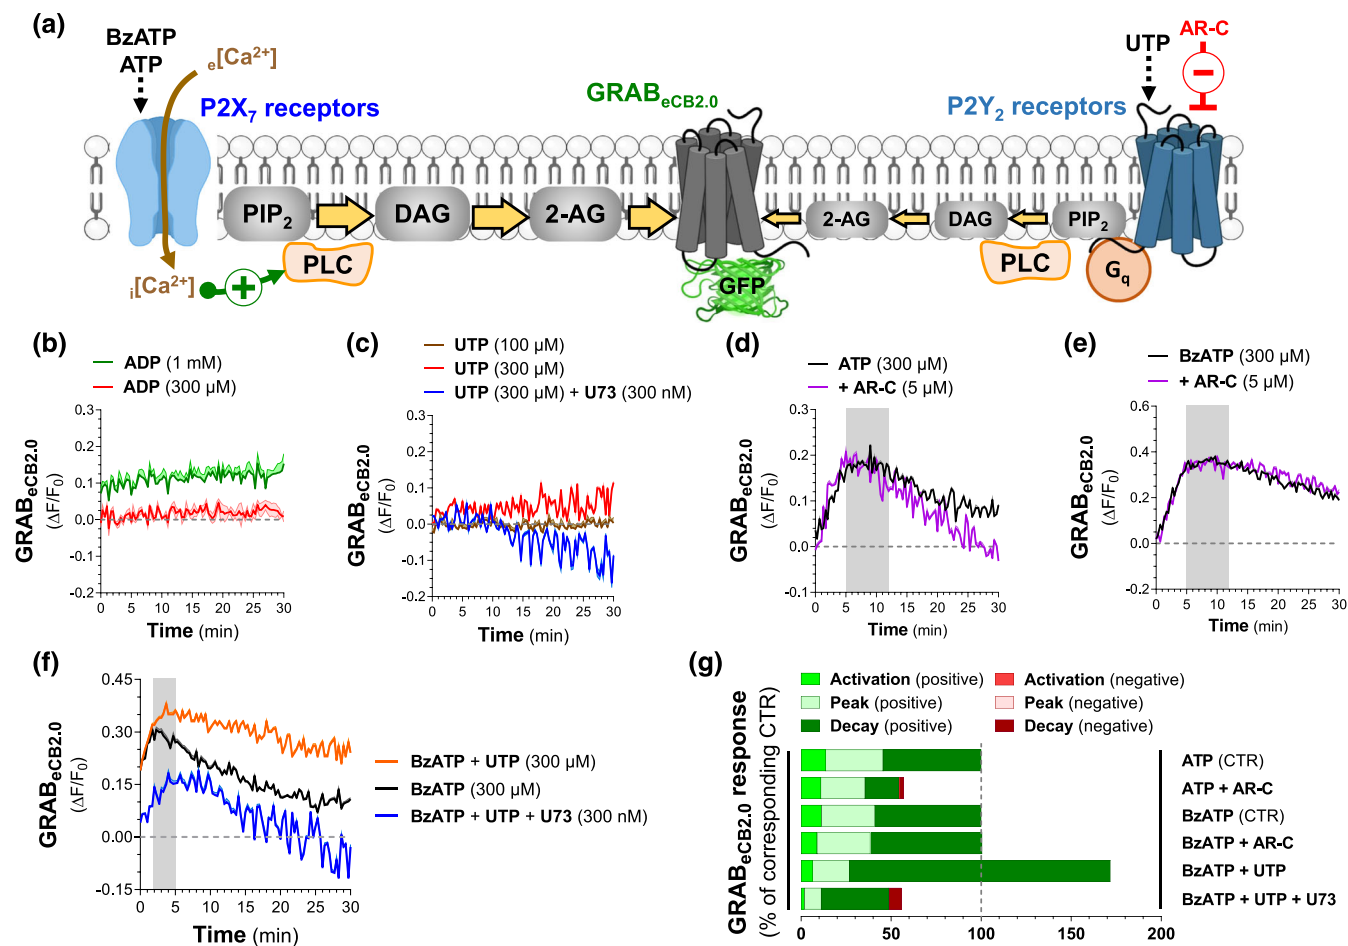 (a)
BzATP
ATP
e[Ca2+]
P2X7 receptors
GRABeCB2.0
P2Y2 receptors
UTP
AR-C
PIP2
DAG
2-AG
2-AG
DAG
PIP2
PLC
i[Ca2+]
+
GFP
PLC
Gq
(b)
ADP (1 mM)
ADP (300 µM)
GRABeCB2.0
(ΔF/F0)
0.3
0.2
0.1
0.0
-0.1
-0.2
0 5 10 15 20 25 30
Time (min)
(c)
UTP (100 µM)
UTP (300 µM)
UTP (300 µM) + U73 (300 nM)
GRABeCB2.0
(ΔF/F0)
0.3
0.2
0.1
0.0
-0.1
-0.2
0 5 10 15 20 25 30
Time (min)
(d)
ATP (300 µM)
+ AR-C (5 µM)
GRABeCB2.0
(ΔF/F0)
0.3
0.2
0.1
0.0
-0.1
0 5 10 15 20 25 30
Time (min)
(e)
BzATP (300 µM)
+ AR-C (5 µM)
GRABeCB2.0
(ΔF/F0)
0.6
0.4
0.2
0.0
-0.2
0 5 10 15 20 25 30
Time (min)
(f)
GRABeCB2.0
(ΔF/F0)
0.45
0.30
0.15
0.00
-0.15
0 5 10 15 20 25 30
Time (min)
BzATP + UTP (300 µM)
BzATP (300 µM)
BzATP + UTP + U73 (300 nM)
(g)
Activation (positive)
Peak (positive)
Decay (positive)
Activation (negative)
Peak (negative)
Decay (negative)
GRABeCB2.0 response
(% of corresponding CTR)
ATP (CTR)
ATP + AR-C
BzATP (CTR)
BzATP + AR-C
BzATP + UTP
BzATP + UTP + U73
0 50 100 150 200